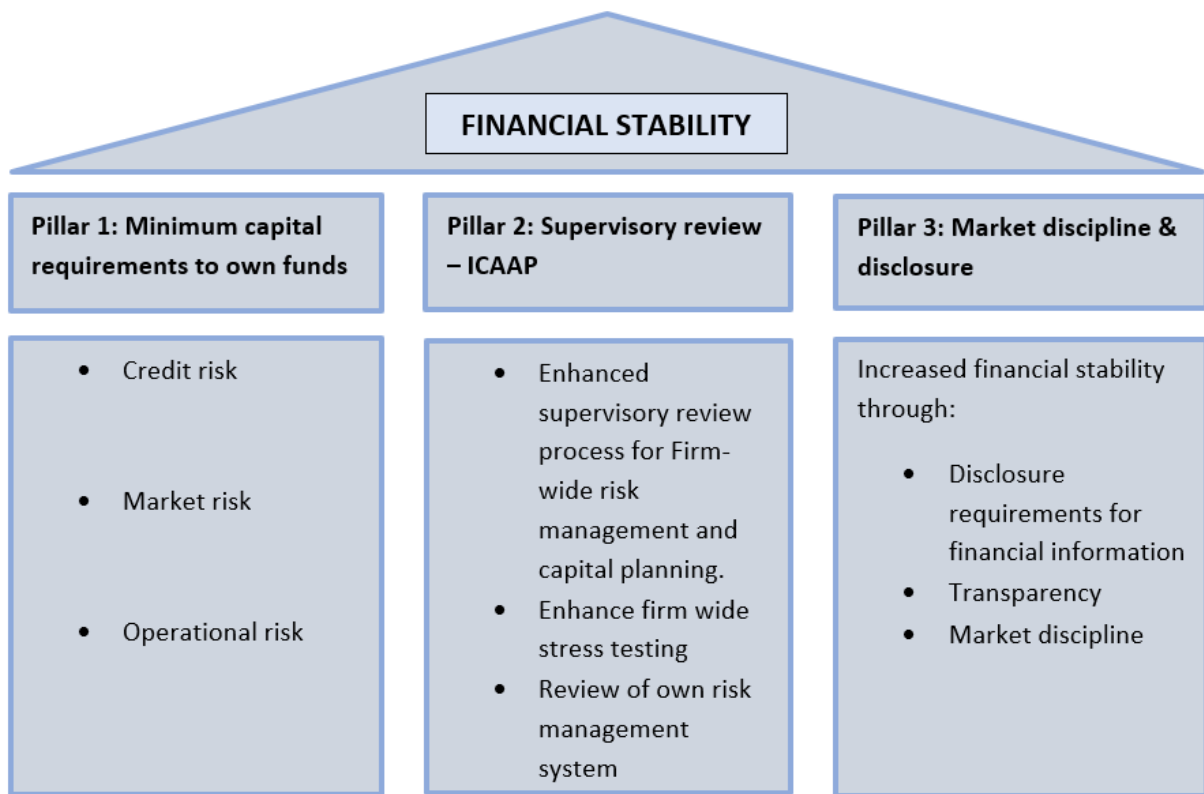 FINANCIAL STABILITY
Pillar 1: Minimum capital
requirements to own funds
• Credit risk
• Market risk
• Operational risk
Pillar 2: Supervisory review
– ICAAP
• Enhanced
supervisory review
process for Firm-
wide risk
management and
capital planning.
• Enhance firm wide
stress testing
• Review of own risk
management
system
Pillar 3: Market discipline &
disclosure
Increased financial stability
through:
• Disclosure
requirements for
financial information
• Transparency
• Market discipline